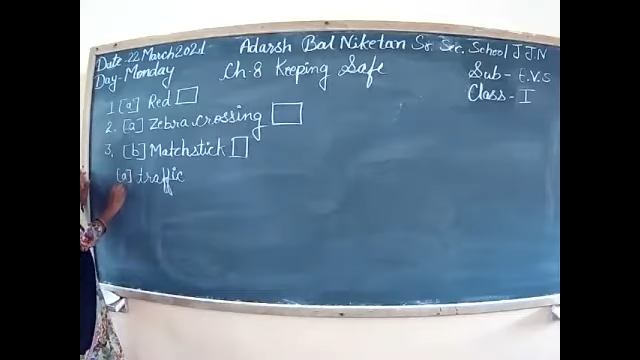 Date-22 March 2021 Adarsh Bal Niketan Sr. Sec. School JJN
Day-Monday Ch-8 Keeping Safe Sub-E.V.S
Class-I
1 [a] Red
2. [a] Zebra crossing
3. [b] Matchstick
[a] traffic